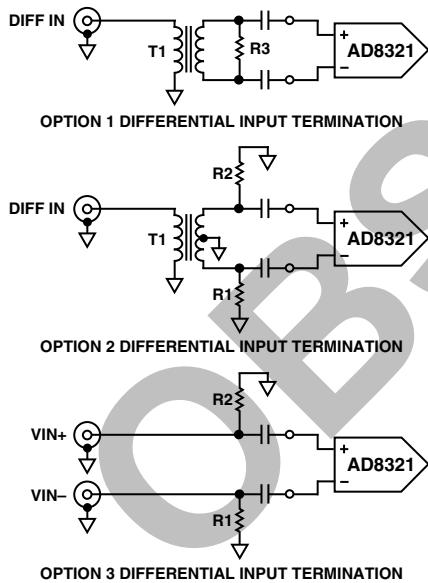 DIFF IN
T1
R3
+
−
AD8321
OPTION 1 DIFFERENTIAL INPUT TERMINATION
R2
DIFF IN
T1
+
−
AD8321
R1
OPTION 2 DIFFERENTIAL INPUT TERMINATION
R2
VIN+
+
−
AD8321
VIN–
R1
OPTION 3 DIFFERENTIAL INPUT TERMINATION
OBS